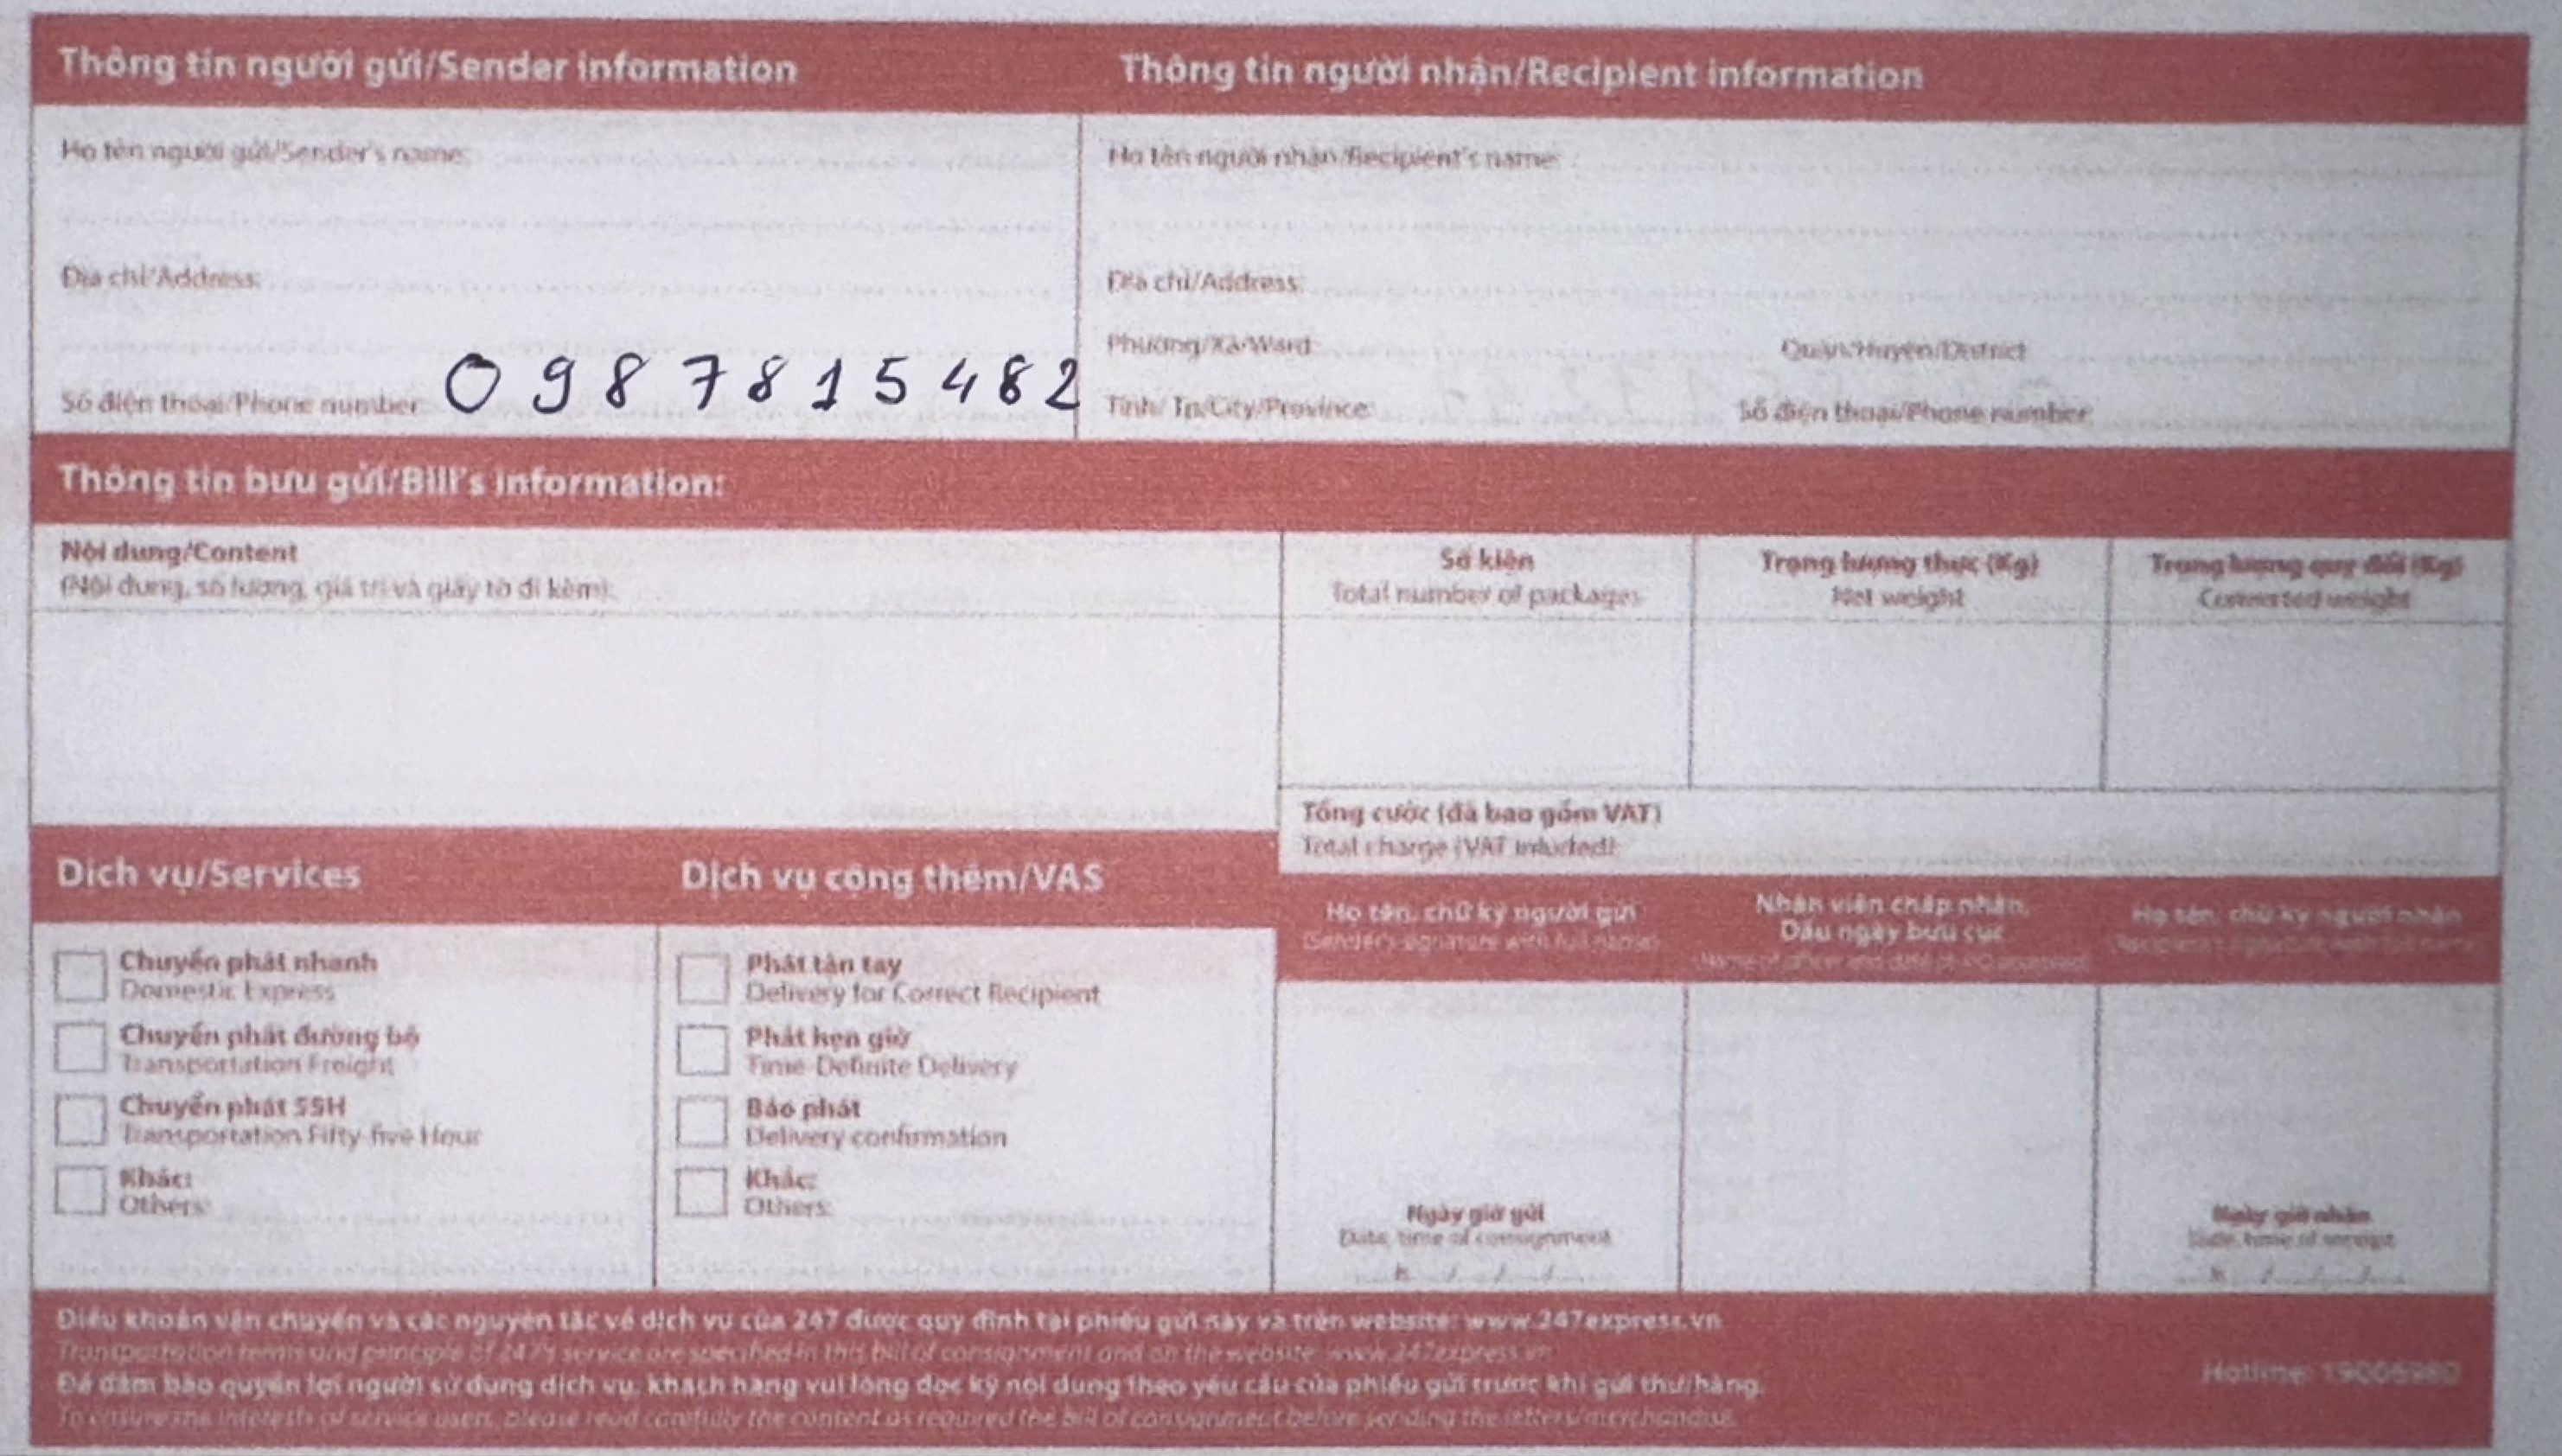 Thông tin người gửi/Sender information
Thông tin người nhận/Recipient information
Họ tên người gửi/Sender's name:
Họ tên người nhận/Recipient's name:
Địa chỉ/Address:
Địa chỉ/Address:
Phường/Xã/Ward:
Quận/Huyện/District
Số điện thoại/Phone number: 0987815482
Tỉnh/ Tp/City/Province:
Số điện thoại/Phone number:
Thông tin bưu gửi/Bill's information:
Nội dung/Content
(Nội dung, số lượng, giá trị và giấy tờ đi kèm):
Số kiện
Total number of packages
Trọng lượng thực (Kg)
Net weight
Trọng lượng quy đổi (Kg)
Converted weight
Tổng cước (đã bao gồm VAT)
Total charge (VAT included):
Dịch vụ/Services
Dịch vụ cộng thêm/VAS
Họ tên, chữ ký người gửi
(Sender's signature with full name)
Nhân viên chấp nhận,
Dấu ngày bưu cục
Họ tên, chữ ký người nhận
Chuyển phát nhanh
Domestic Express
Chuyển phát đường bộ
Transportation Freight
Chuyển phát 55H
Transportation Fifty-five Hour
Khác:
Others:
Phát tận tay
Delivery for Correct Recipient
Phát hẹn giờ
Time-Definite Delivery
Báo phát
Delivery confirmation
Khác:
Others:
Ngày giờ gửi
Date, time of consignment
h / /
Ngày giờ nhận
Date, time of receipt
h / /
Điều khoản vận chuyển và các nguyên tắc về dịch vụ của 247 được quy định tại phiếu gửi này và trên website: www.247express.vn
Transportation terms and principle of 247's service are specified in this bill of consignment and on the website: www.247express.vn
Để đảm bảo quyền lợi người sử dụng dịch vụ, khách hàng vui lòng đọc kỹ nội dung theo yêu cầu của phiếu gửi trước khi gửi thư/hàng.
To ensure the interests of service users, please read carefully the content as required the bill of consignment before sending the letters/merchandise.
Hotline: 19006980